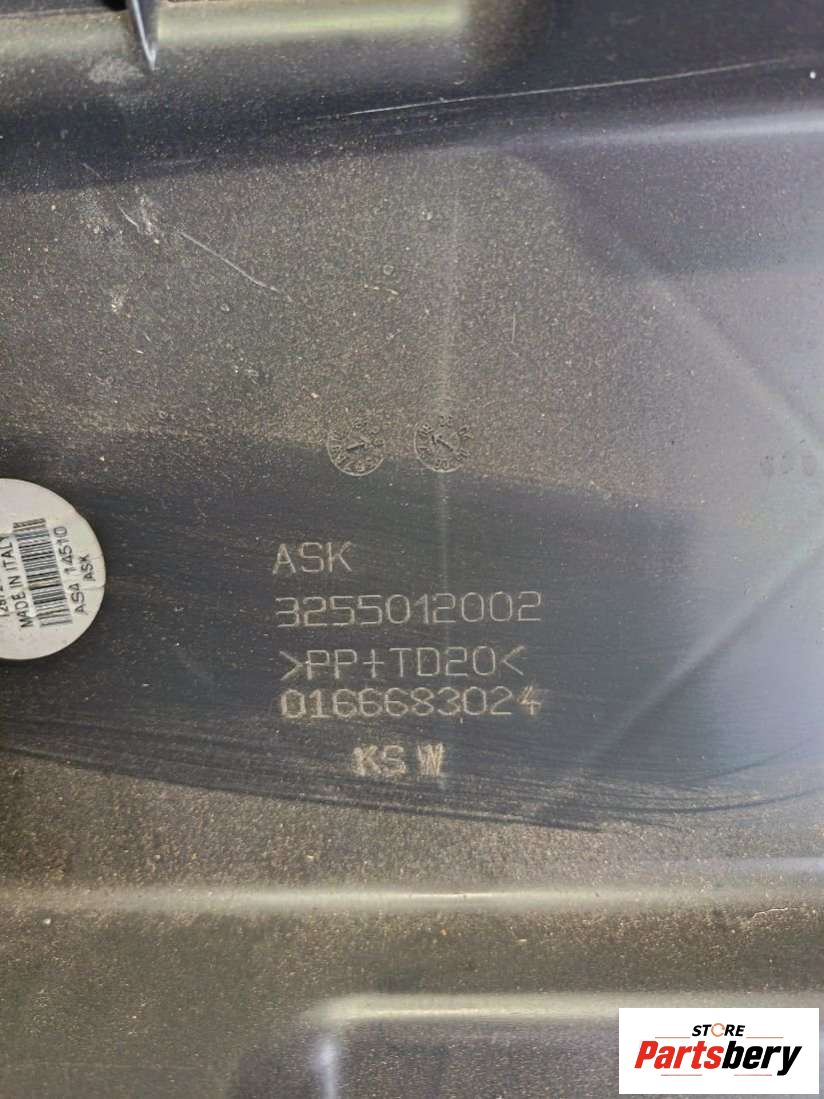 ASK
3255012002
>PP+TD20<
0166683024
KSW
MADE IN ITALY
AS4 14510
ASK
STORE
Partsbery